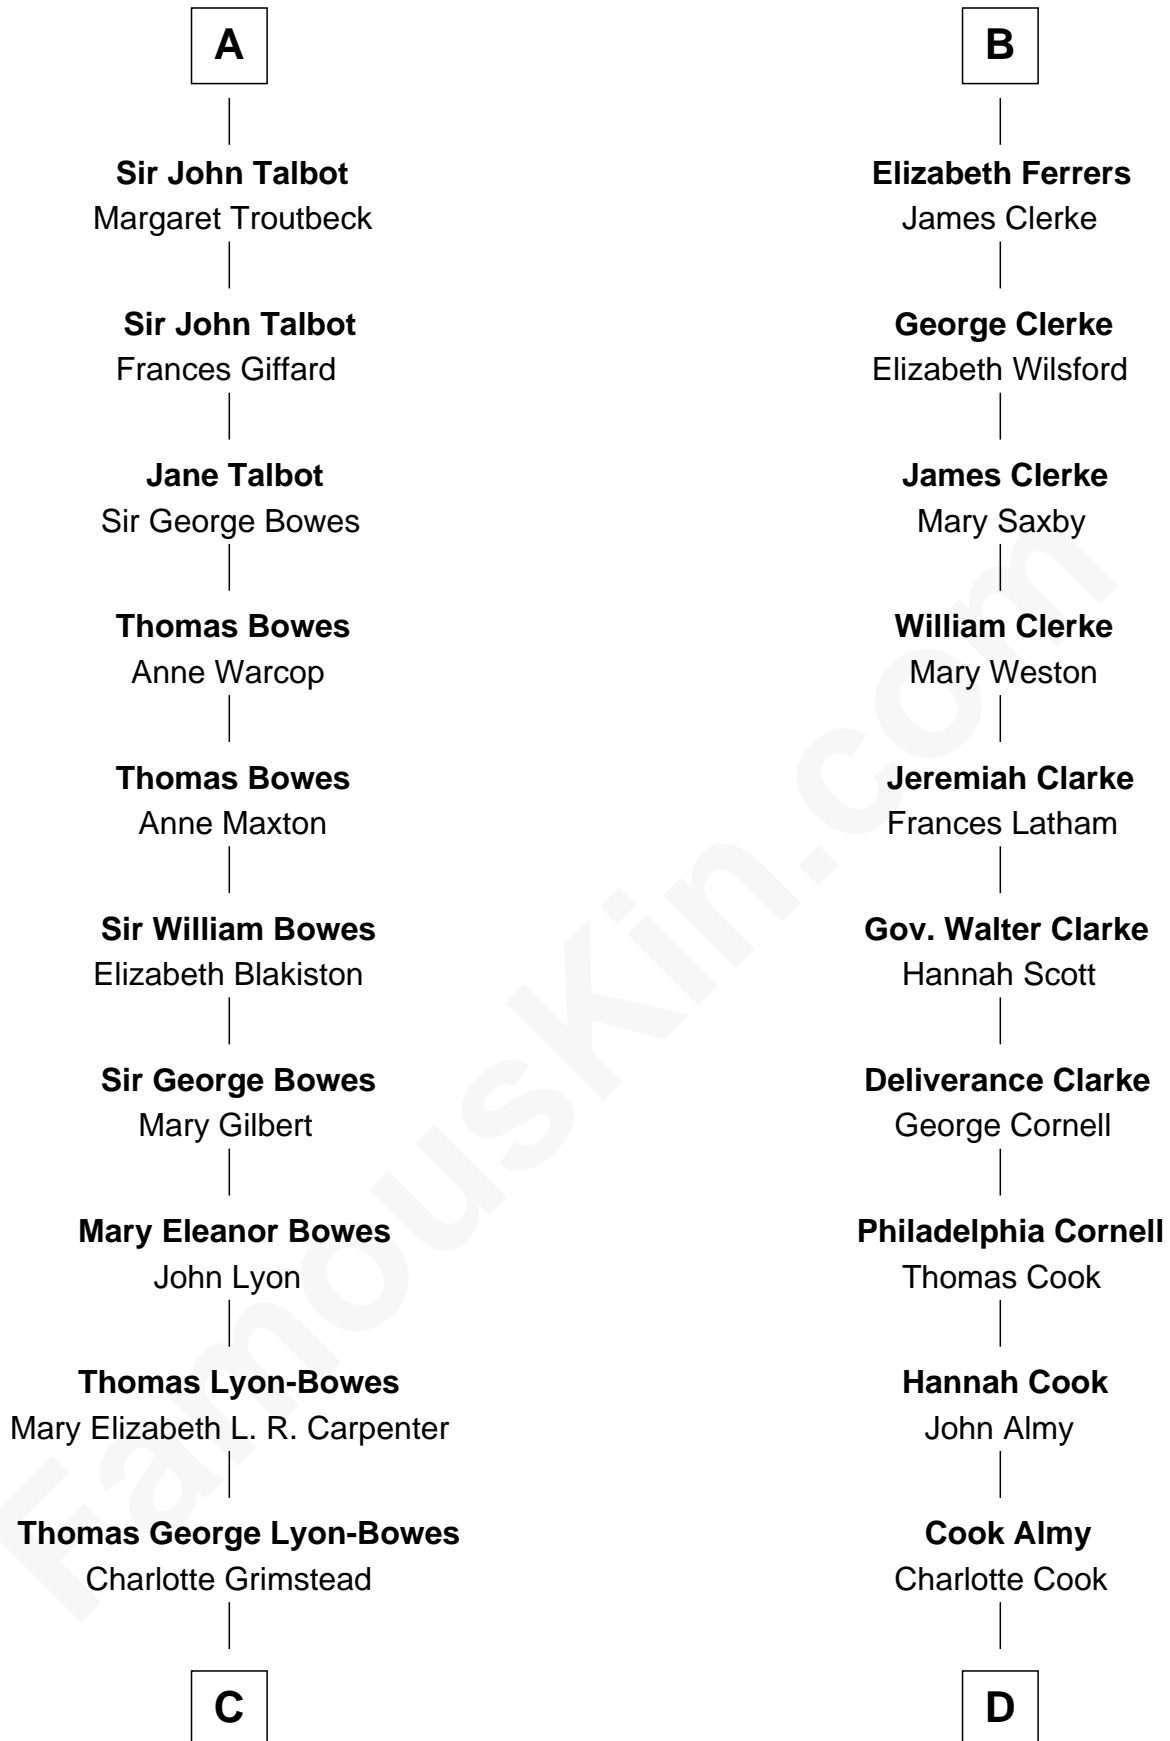 A
Sir John Talbot
Margaret Troutbeck
Sir John Talbot
Frances Giffard
Jane Talbot
Sir George Bowes
Thomas Bowes
Anne Warcop
Thomas Bowes
Anne Maxton
Sir William Bowes
Elizabeth Blakiston
Sir George Bowes
Mary Gilbert
Mary Eleanor Bowes
John Lyon
Thomas Lyon-Bowes
Mary Elizabeth L. R. Carpenter
Thomas George Lyon-Bowes
Charlotte Grimstead
C
B
Elizabeth Ferrers
James Clerke
George Clerke
Elizabeth Wilsford
James Clerke
Mary Saxby
William Clerke
Mary Weston
Jeremiah Clarke
Frances Latham
Gov. Walter Clarke
Hannah Scott
Deliverance Clarke
George Cornell
Philadelphia Cornell
Thomas Cook
Hannah Cook
John Almy
Cook Almy
Charlotte Cook
D
FamousKin.com